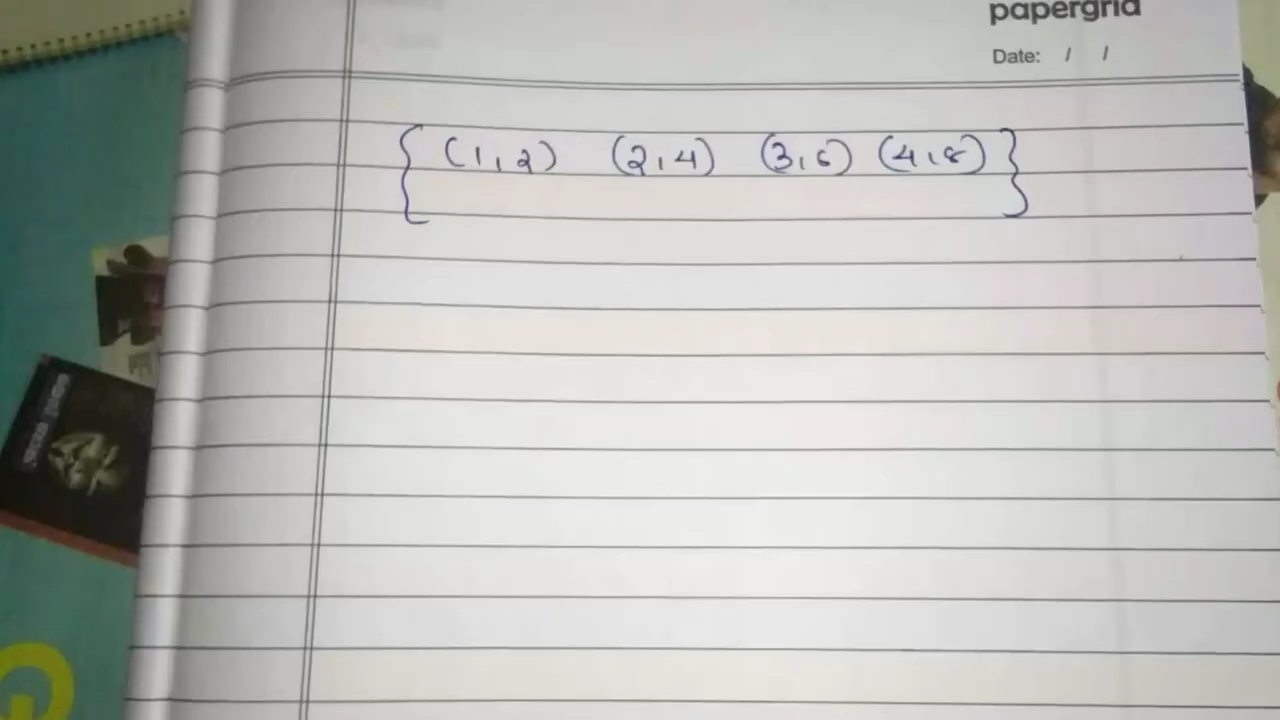 papergrid
Date: / /
{ (1,2) (2,4) (3,6) (4,8) }